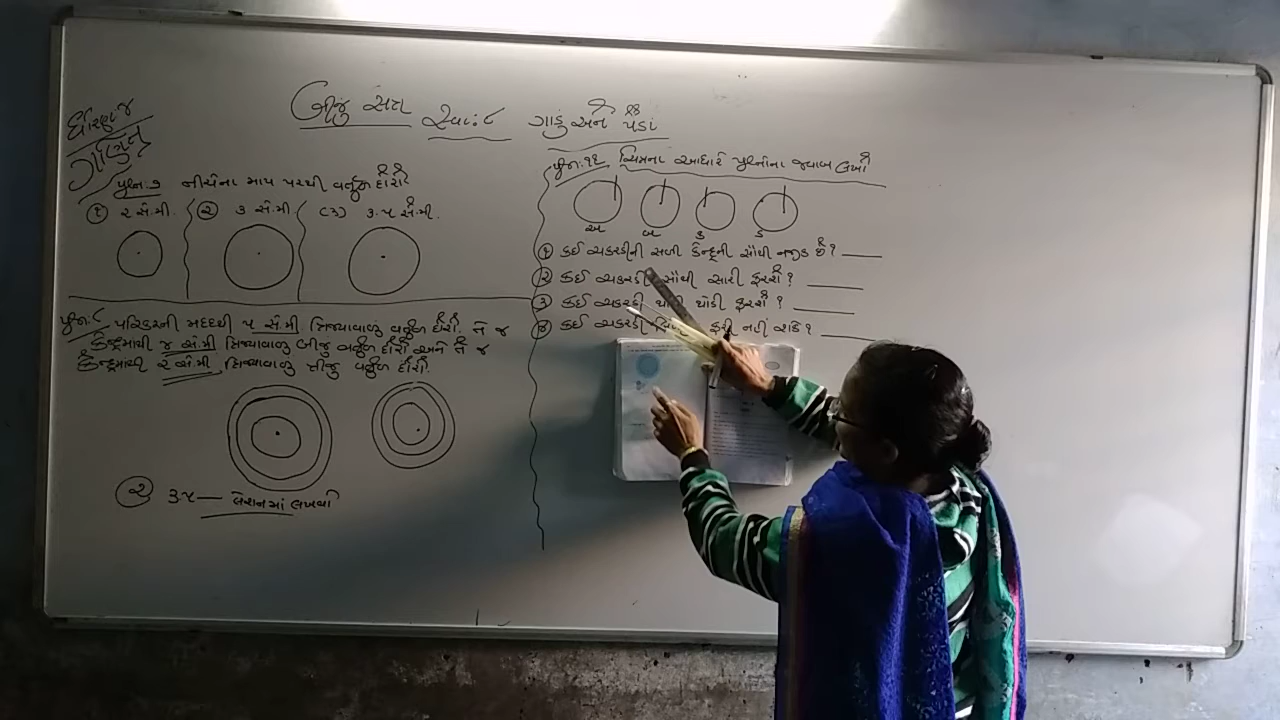 ધોરણ ૪
ગણિત
બીજું સત્ર સ્વા:૮ ગાડું અને પૈડાં
પ્રશ્ન.૭ નીચેના માપ પરથી વર્તુળ દોરો.
૧ ૨ સે.મી. ૨ ૩ સે.મી (૩) ૩.૫ સે.મી.
પ્રશ્ન:૮ પરિકરની મદદથી ૫ સે.મી ત્રિજ્યાવાળુ વર્તુળ દોરો. તે જ
કેન્દ્રમાથી ૪ સે.મી ત્રિજ્યાવાળુ બીજુ વર્તુળ દોરો અને તે જ
કેન્દ્રમાથી ૨ સે.મી ત્રિજ્યાવાળુ ત્રીજુ વર્તુળ દોરો.
૨ ૩૫ — લેશનમાં લખવી
પ્રશ્ન:૧૬ ચિત્રના આધારે પ્રશ્નોના જવાબ લખો
અ બ ક ડ
૧ કઈ ચકરડીની સળી કેન્દ્રની સૌથી નજીક છે? ____
૨ કઈ ચકરડી સૌથી સારી ફરશે? ____
૩ કઈ ચકરડી થોડી ફરશે? ____
૪ કઈ ચકરડી ફરી નહીં શકે? ____